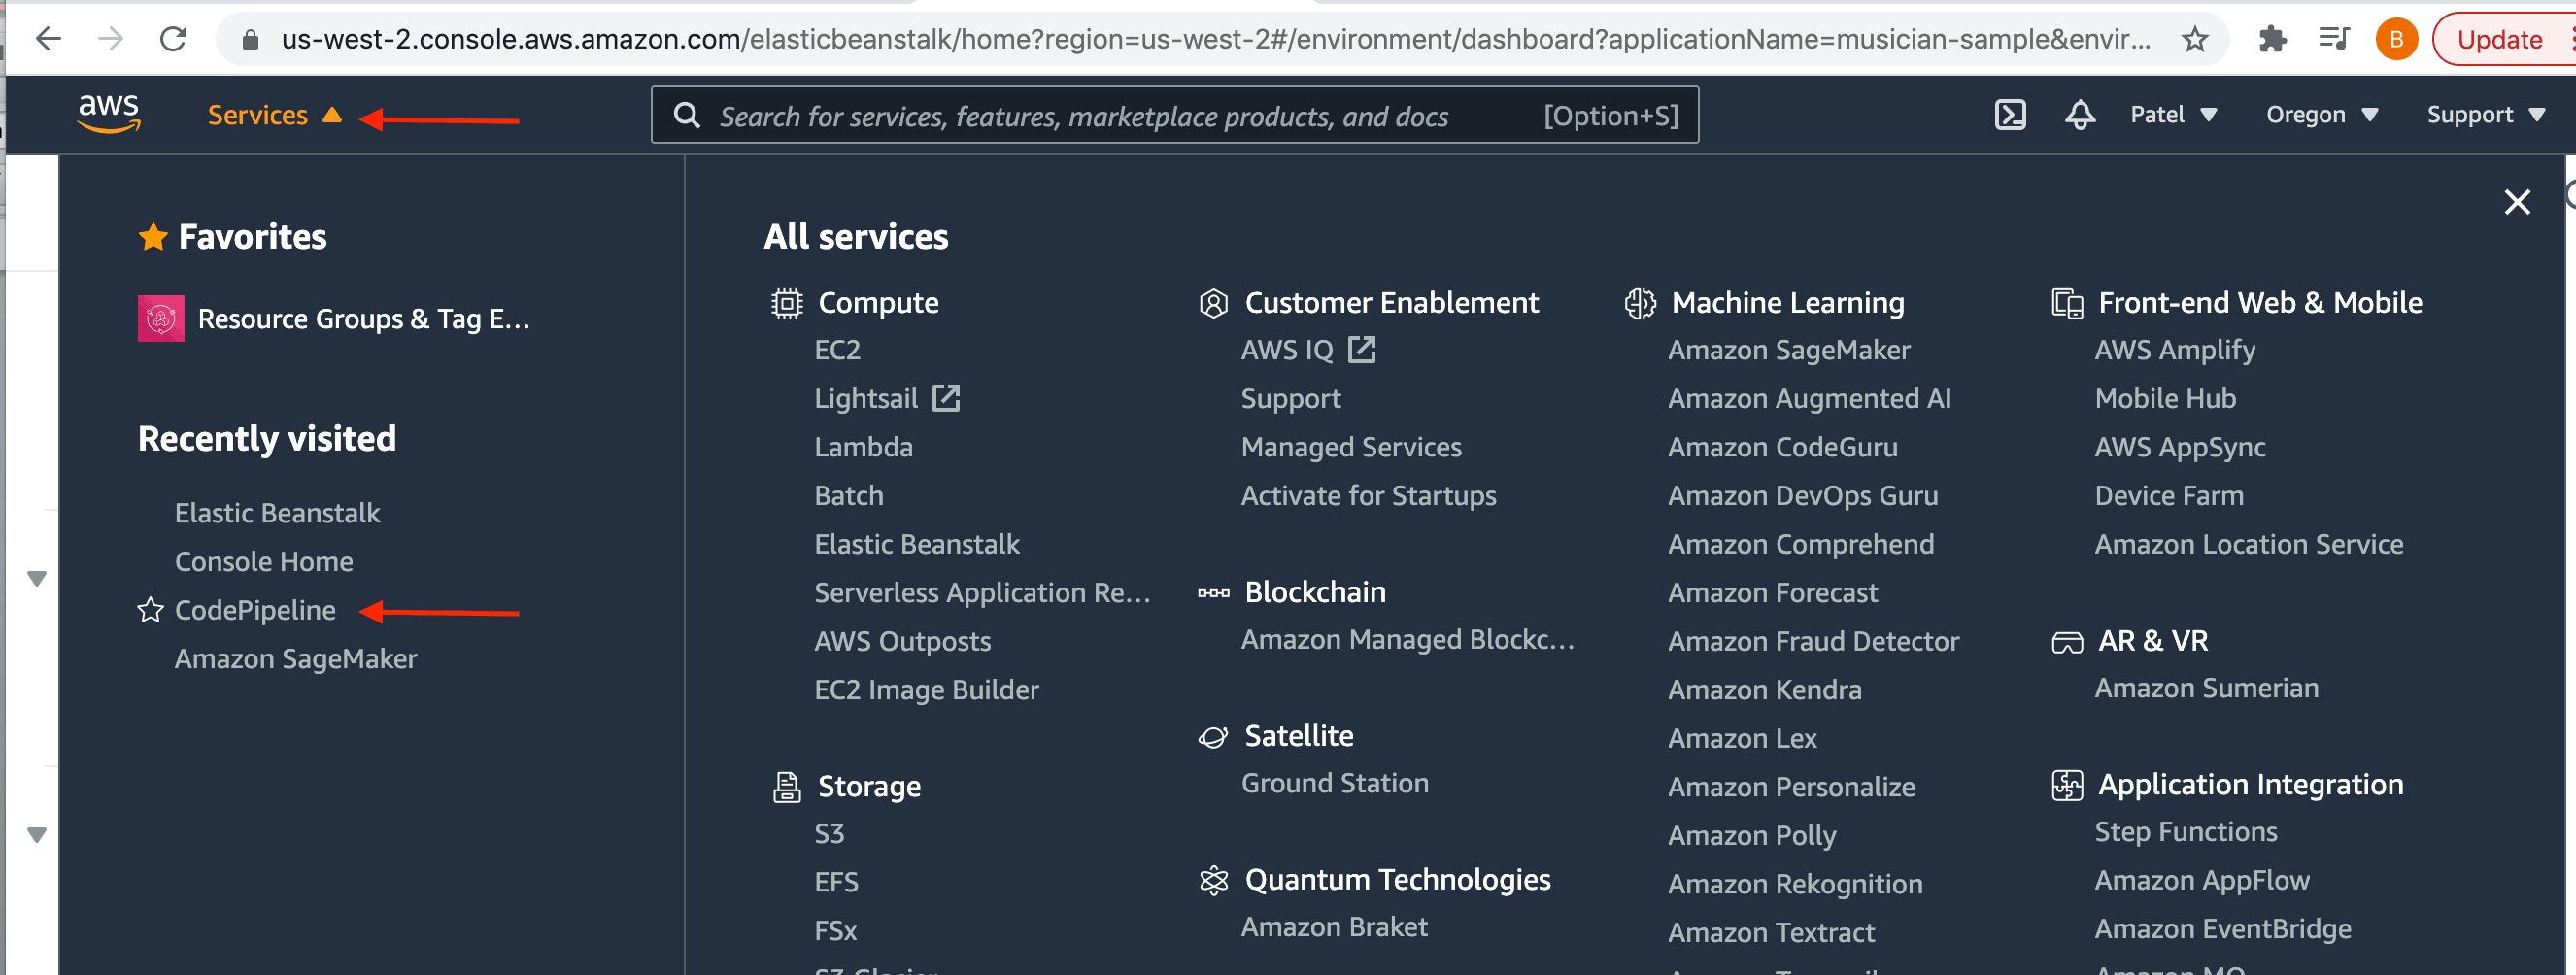 us-west-2.console.aws.amazon.com/elasticbeanstalk/home?region=us-west-2#/environment/dashboard?applicationName=musician-sample&envir...
B
Update
aws
Services
Search for services, features, marketplace products, and docs
[Option+S]
Patel
Oregon
Support
Favorites
Resource Groups & Tag E...
Recently visited
Elastic Beanstalk
Console Home
CodePipeline
Amazon SageMaker
All services
Compute
EC2
Lightsail
Lambda
Batch
Elastic Beanstalk
Serverless Application Re...
AWS Outposts
EC2 Image Builder
Storage
S3
EFS
FSx
S3 Glacier
Customer Enablement
AWS IQ
Support
Managed Services
Activate for Startups
Blockchain
Amazon Managed Blockc...
Satellite
Ground Station
Quantum Technologies
Amazon Braket
Machine Learning
Amazon SageMaker
Amazon Augmented AI
Amazon CodeGuru
Amazon DevOps Guru
Amazon Comprehend
Amazon Forecast
Amazon Fraud Detector
Amazon Kendra
Amazon Lex
Amazon Personalize
Amazon Polly
Amazon Rekognition
Amazon Textract
Front-end Web & Mobile
AWS Amplify
Mobile Hub
AWS AppSync
Device Farm
Amazon Location Service
AR & VR
Amazon Sumerian
Application Integration
Step Functions
Amazon AppFlow
Amazon EventBridge
Amazon MQ